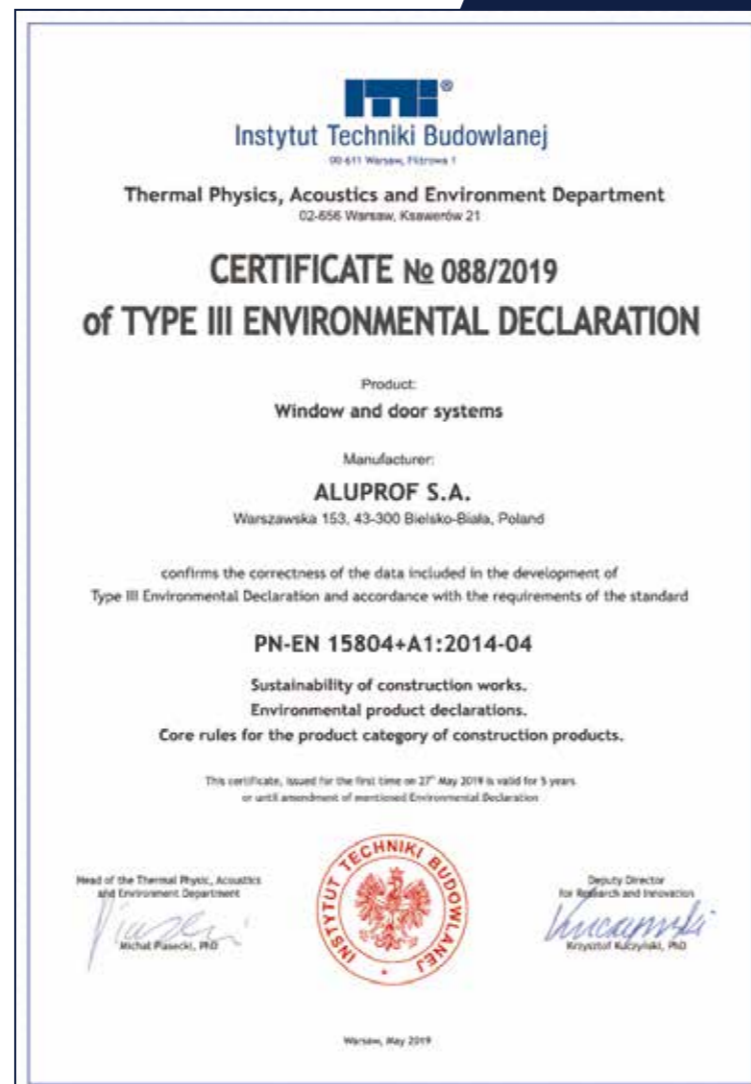 ITB®
Instytut Techniki Budowlanej
00-611 Warsaw, Filtrowa 1
Thermal Physics, Acoustics and Environment Department
02-656 Warsaw, Ksawerów 21
CERTIFICATE № 088/2019
of TYPE III ENVIRONMENTAL DECLARATION
Product:
Window and door systems
Manufacturer:
ALUPROF S.A.
Warszawska 153, 43-300 Bielsko-Biała, Poland
confirms the correctness of the data included in the development of
Type III Environmental Declaration and accordance with the requirements of the standard
PN-EN 15804+A1:2014-04
Sustainability of construction works.
Environmental product declarations.
Core rules for the product category of construction products.
This certificate, issued for the first time on 27th May 2019 is valid for 5 years
or until amendment of mentioned Environmental Declaration
Head of the Thermal Physic, Acoustics
and Environment Department
Michał Piasecki, PhD
INSTYTUT TECHNIKI BUDOWLANEJ
Deputy Director
for Research and Innovation
Krzysztof Kuczyński, PhD
Warsaw, May 2019